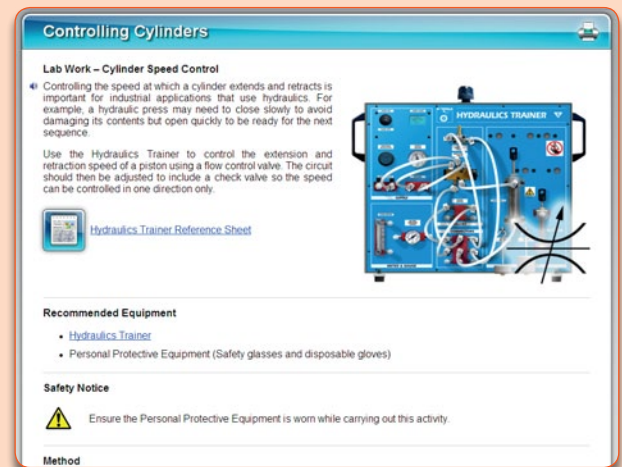 Controlling Cylinders
Lab Work – Cylinder Speed Control
Controlling the speed at which a cylinder extends and retracts is
important for industrial applications that use hydraulics. For
example, a hydraulic press may need to close slowly to avoid
damaging its contents but open quickly to be ready for the next
sequence.
Use the Hydraulics Trainer to control the extension and
retraction speed of a piston using a flow control valve. The circuit
should then be adjusted to include a check valve so the speed
can be controlled in one direction only.
Hydraulics Trainer Reference Sheet
HYDRAULICS TRAINER
Recommended Equipment
• Hydraulics Trainer
• Personal Protective Equipment (Safety glasses and disposable gloves)
Safety Notice
Ensure the Personal Protective Equipment is worn while carrying out this activity.
Method